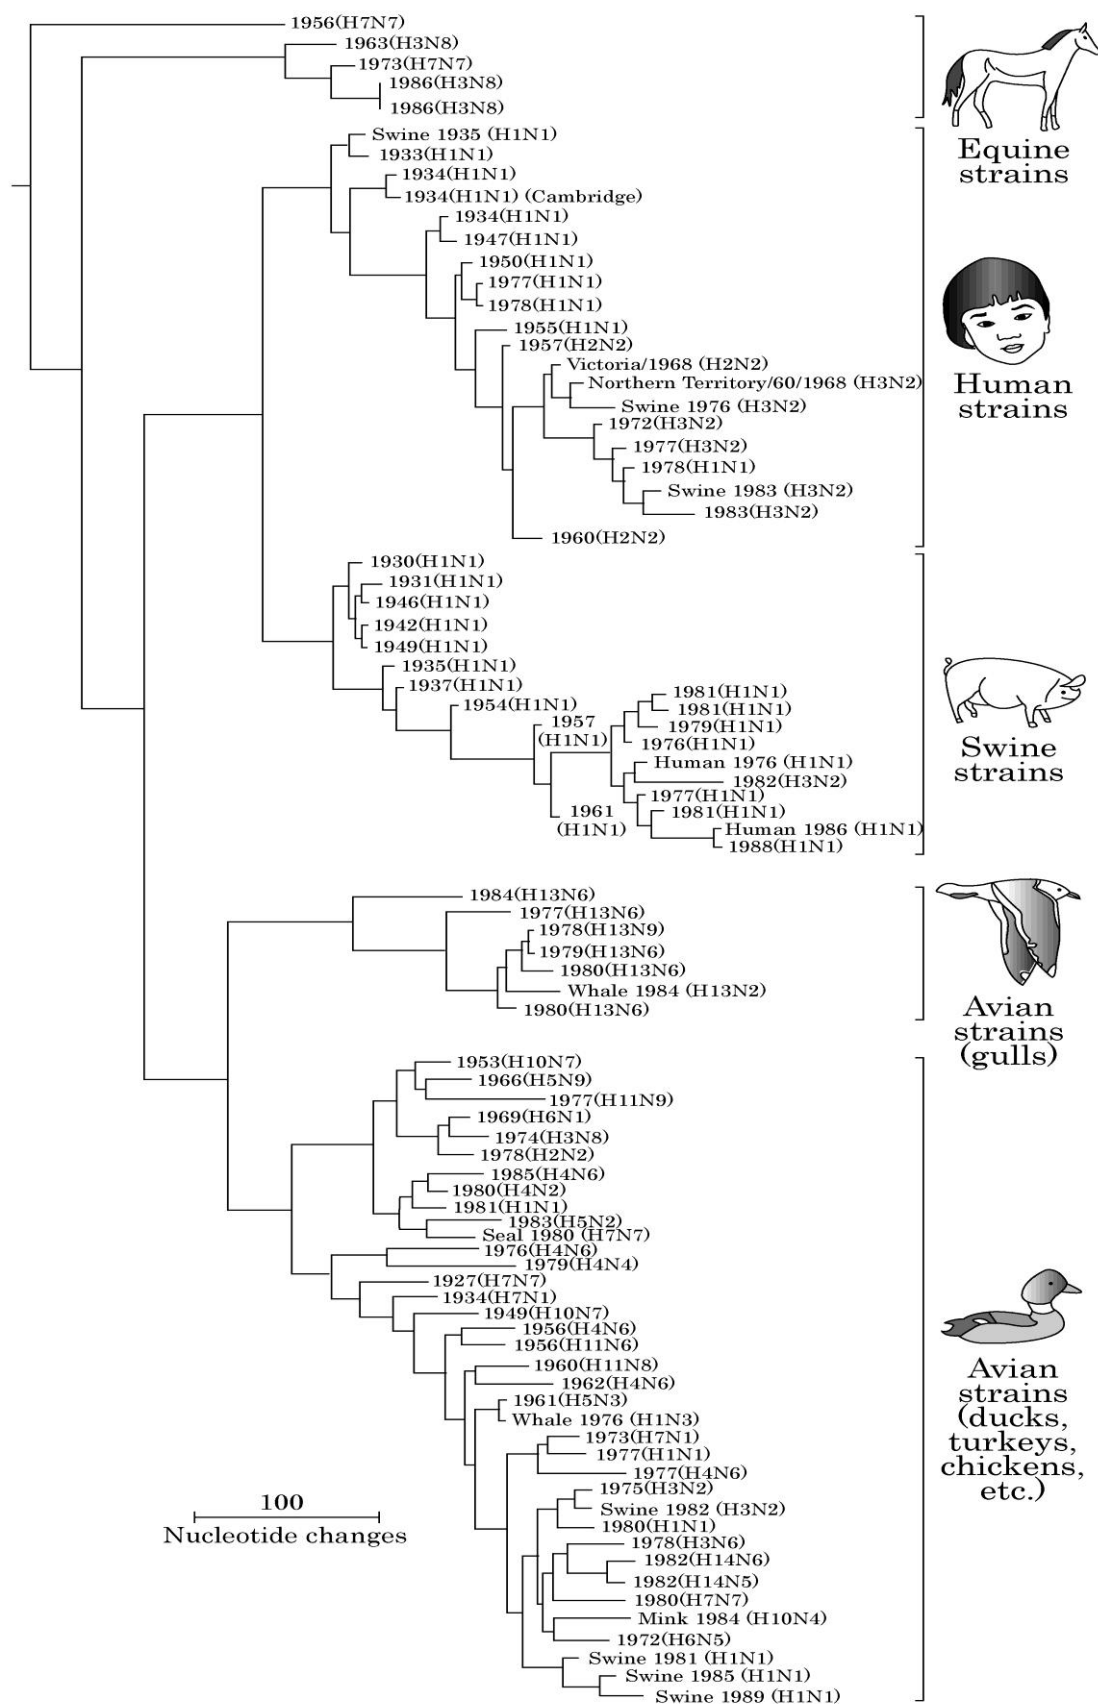 1956(H7N7)
1963(H3N8)
1973(H7N7)
1986(H3N8)
1986(H3N8)
Equine
strains
Swine 1935 (H1N1)
1933(H1N1)
1934(H1N1)
1934(H1N1) (Cambridge)
1934(H1N1)
1947(H1N1)
1950(H1N1)
1977(H1N1)
1978(H1N1)
1955(H1N1)
1957(H2N2)
Victoria/1968 (H2N2)
Northern Territory/60/1968 (H3N2)
Swine 1976 (H3N2)
1972(H3N2)
1977(H3N2)
1978(H1N1)
Swine 1983 (H3N2)
1983(H3N2)
1960(H2N2)
Human
strains
1930(H1N1)
1931(H1N1)
1946(H1N1)
1942(H1N1)
1949(H1N1)
1935(H1N1)
1937(H1N1)
1954(H1N1)
1957
(H1N1)
1981(H1N1)
1981(H1N1)
1979(H1N1)
1976(H1N1)
Human 1976 (H1N1)
1982(H3N2)
1977(H1N1)
1961
(H1N1)
1981(H1N1)
Human 1986 (H1N1)
1988(H1N1)
Swine
strains
1984(H13N6)
1977(H13N6)
1978(H13N9)
1979(H13N6)
1980(H13N6)
Whale 1984 (H13N2)
1980(H13N6)
Avian
strains
(gulls)
1953(H10N7)
1966(H5N9)
1977(H11N9)
1969(H6N1)
1974(H3N8)
1978(H2N2)
1985(H4N6)
1980(H4N2)
1981(H1N1)
1983(H5N2)
Seal 1980 (H7N7)
1976(H4N6)
1979(H4N4)
1927(H7N7)
1934(H7N1)
1949(H10N7)
1956(H4N6)
1956(H11N6)
1960(H11N8)
1962(H4N6)
1961(H5N3)
Whale 1976 (H1N3)
1973(H7N1)
1977(H1N1)
1977(H4N6)
1975(H3N2)
Swine 1982 (H3N2)
1980(H1N1)
1978(H3N6)
1982(H14N6)
1982(H14N5)
1980(H7N7)
Mink 1984 (H10N4)
1972(H6N5)
Swine 1981 (H1N1)
Swine 1985 (H1N1)
Swine 1989 (H1N1)
Avian
strains
(ducks,
turkeys,
chickens,
etc.)
100
Nucleotide changes